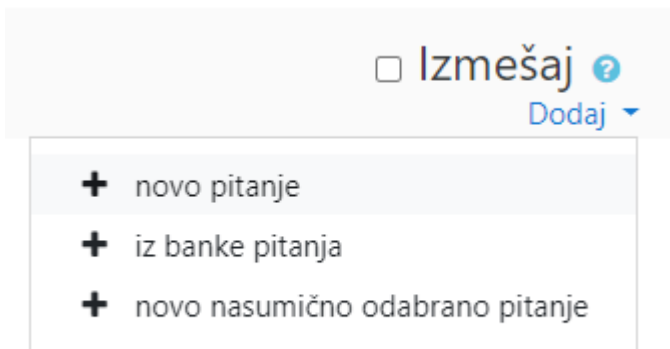 Izmešaj
Dodaj
novo pitanje
iz banke pitanja
novo nasumično odabrano pitanje